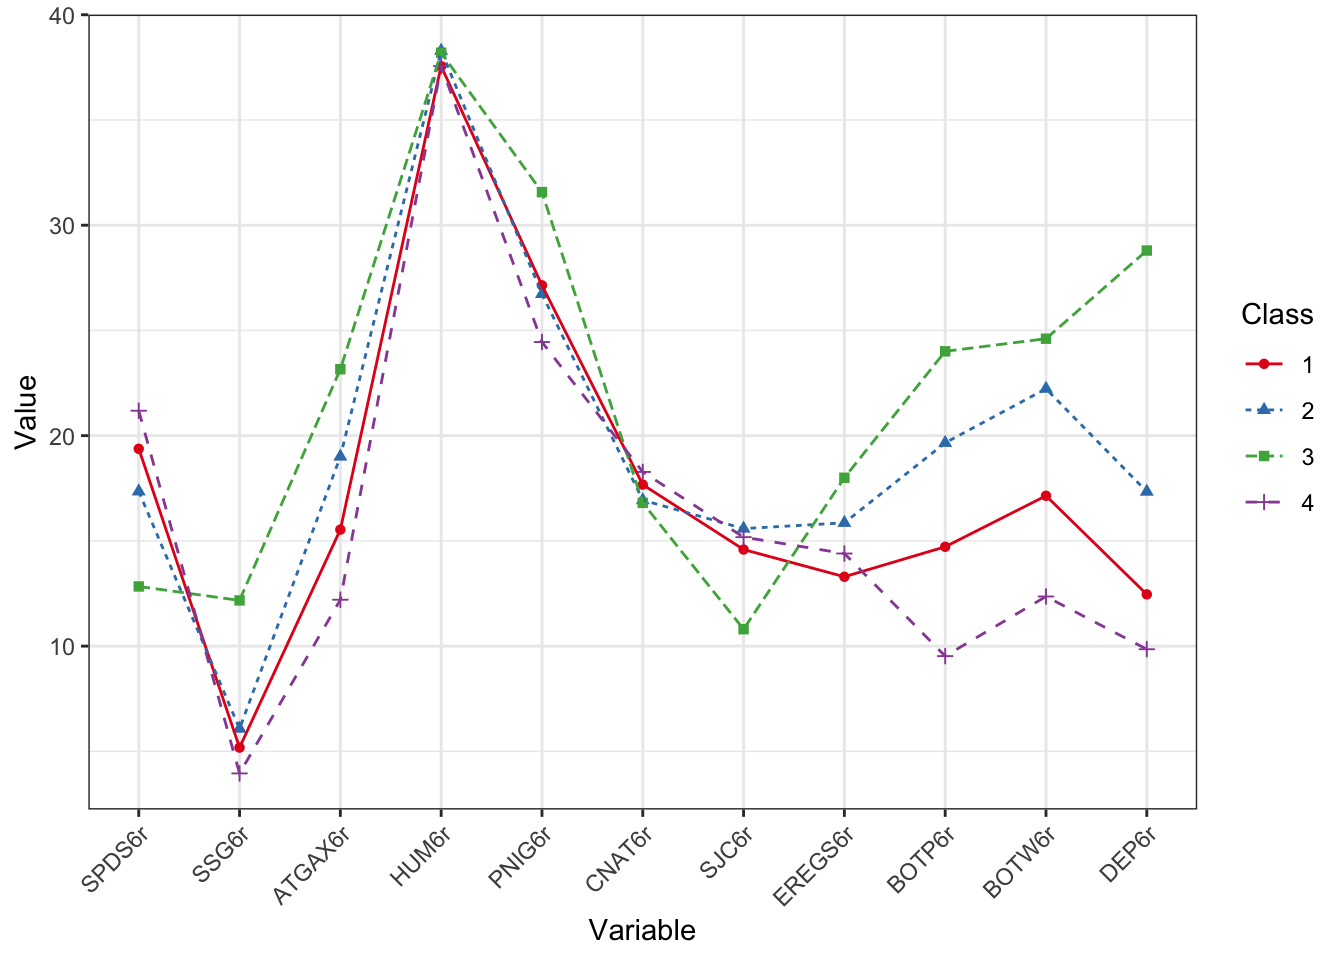 40
30
20
10
Value
SPDS6r
SSG6r
ATGAX6r
HUM6r
PNIG6r
CNAT6r
SJC6r
EREGS6r
BOTP6r
BOTW6r
DEP6r
Variable
Class
1
2
3
4